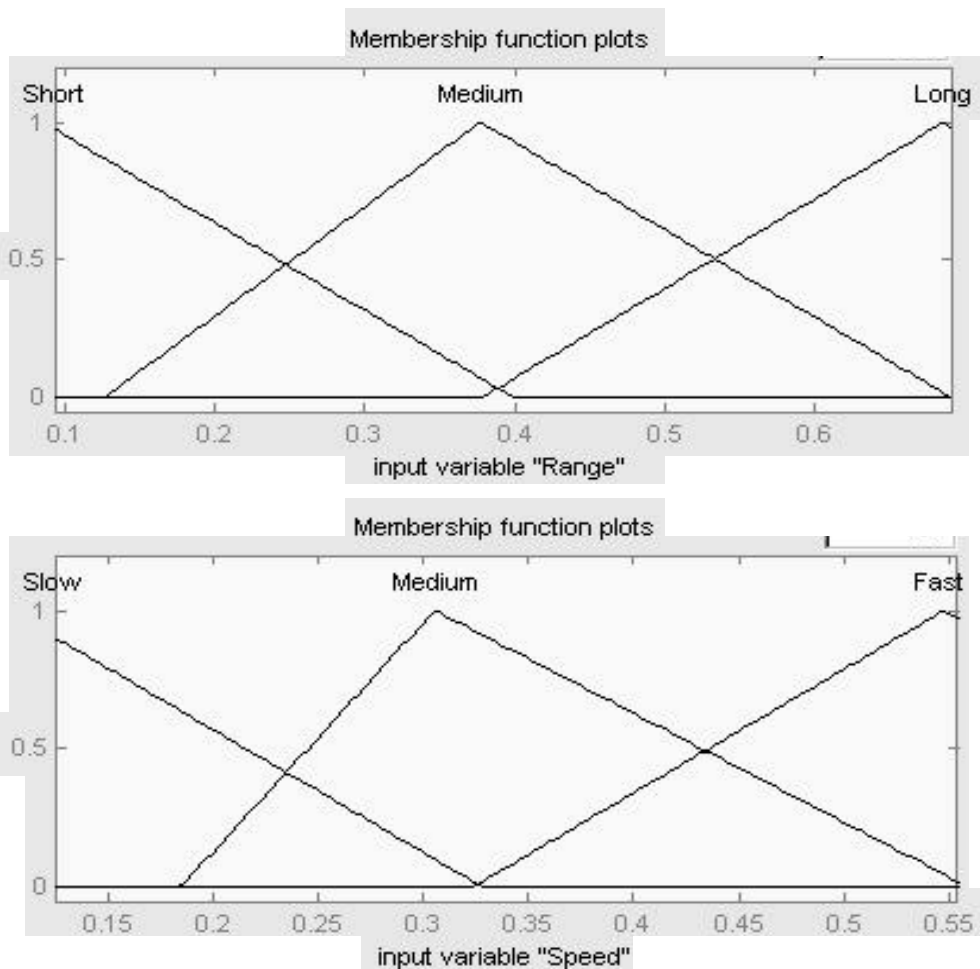 Membership function plots
Short Medium Long
1
0.5
0
0.1 0.2 0.3 0.4 0.5 0.6
input variable "Range"
Membership function plots
Slow Medium Fast
1
0.5
0
0.15 0.2 0.25 0.3 0.35 0.4 0.45 0.5 0.55
input variable "Speed"